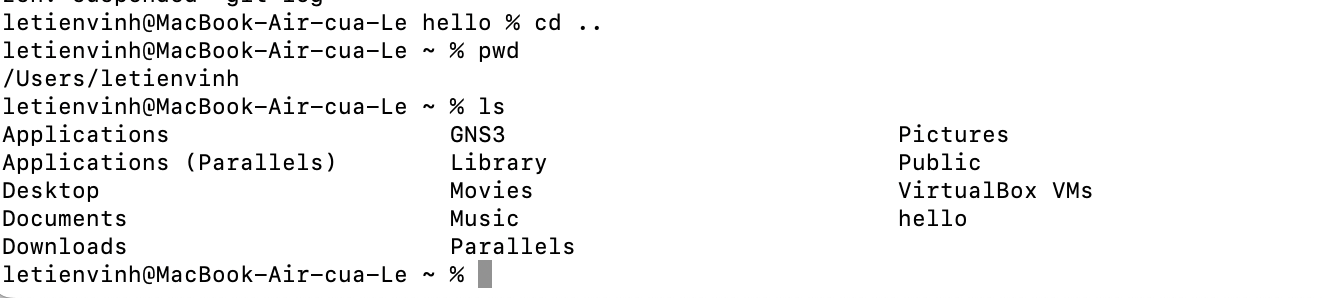 letienvinh@MacBook-Air-cua-Le hello % cd ..
letienvinh@MacBook-Air-cua-Le ~ % pwd
/Users/letienvinh
letienvinh@MacBook-Air-cua-Le ~ % ls
Applications GNS3 Pictures
Applications (Parallels) Library Public
Desktop Movies VirtualBox VMs
Documents Music hello
Downloads Parallels
letienvinh@MacBook-Air-cua-Le ~ %